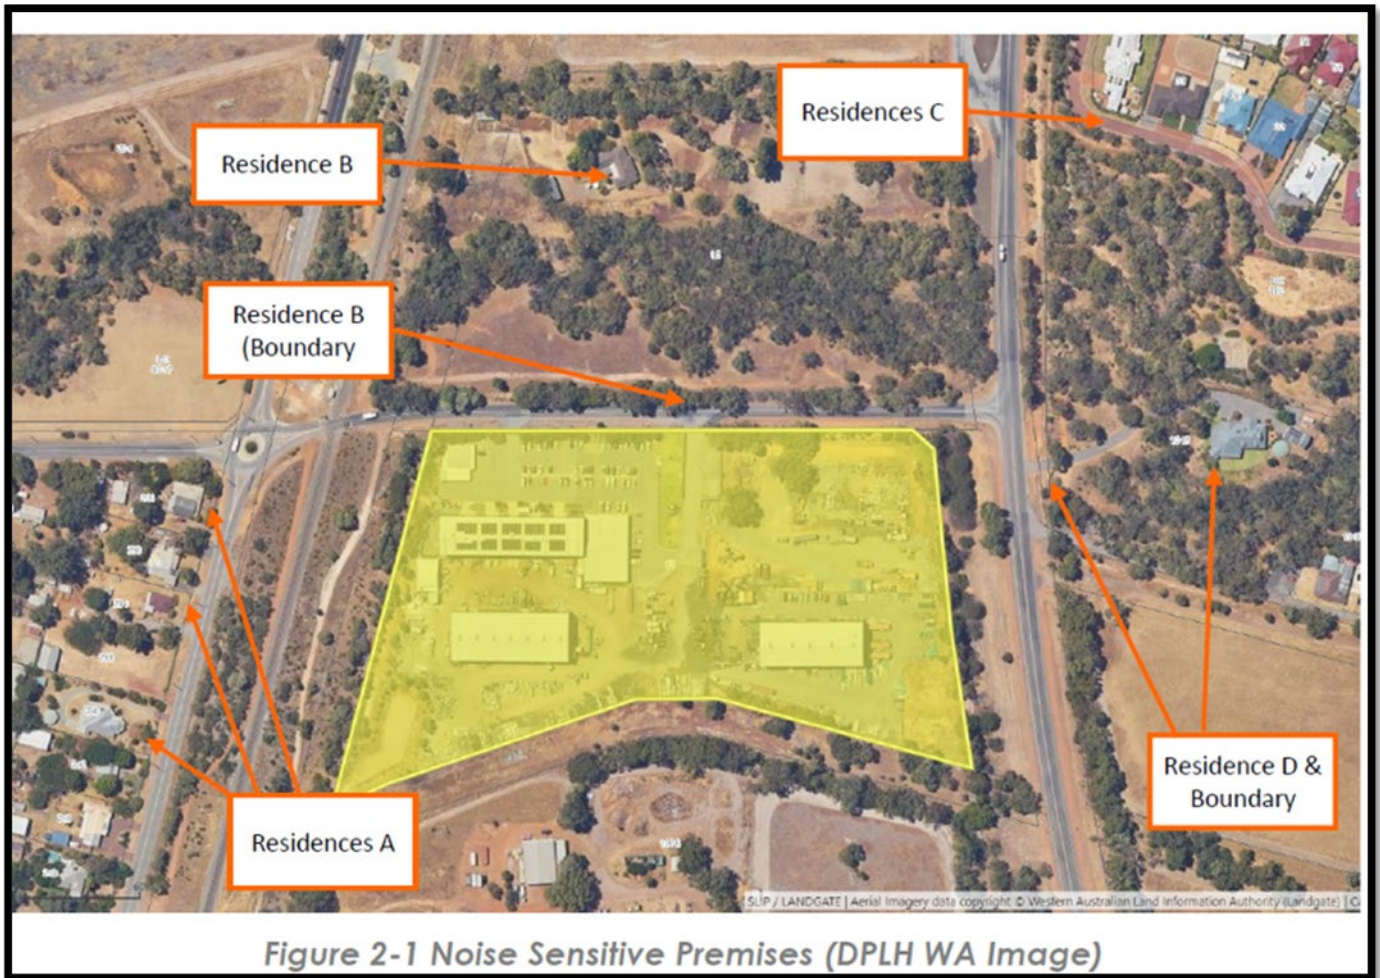 Residences C
Residence B
Residence B
(Boundary
Residence D &
Boundary
Residences A
SLIP / LANDGATE | Aerial Imagery data copyright © Western Australian Land Information Authority (Landgate) |
Figure 2-1 Noise Sensitive Premises (DPLH WA Image)